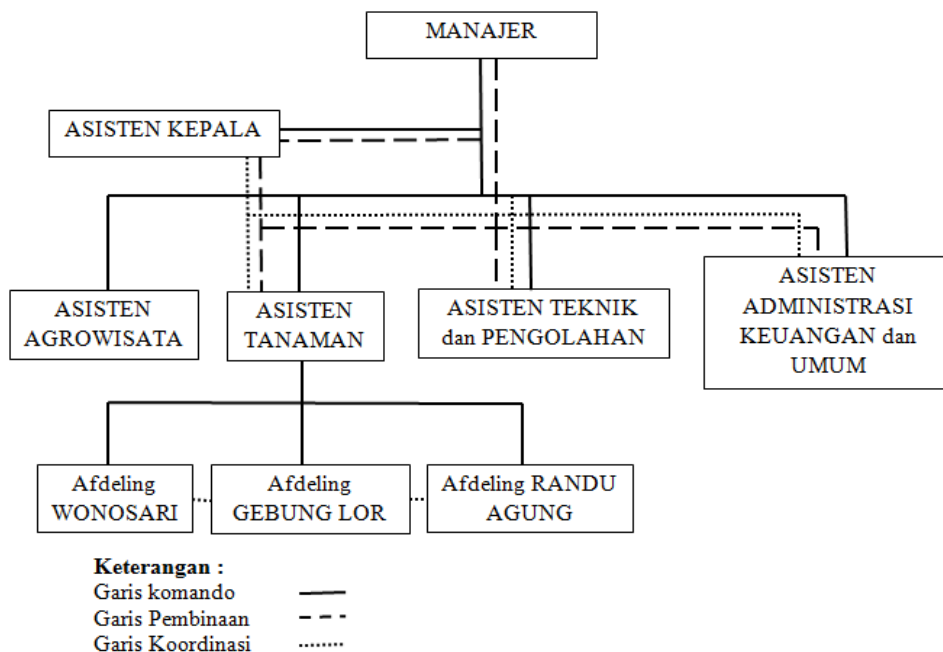 MANAJER
ASISTEN KEPALA
ASISTEN
AGROWISATA
ASISTEN
TANAMAN
ASISTEN TEKNIK
dan PENGOLAHAN
ASISTEN
ADMINISTRASI
KEUANGAN dan
UMUM
Afdeling
WONOSARI
Afdeling
GEBUNG LOR
Afdeling RANDU
AGUNG
Keterangan :
Garis komando
Garis Pembinaan
Garis Koordinasi